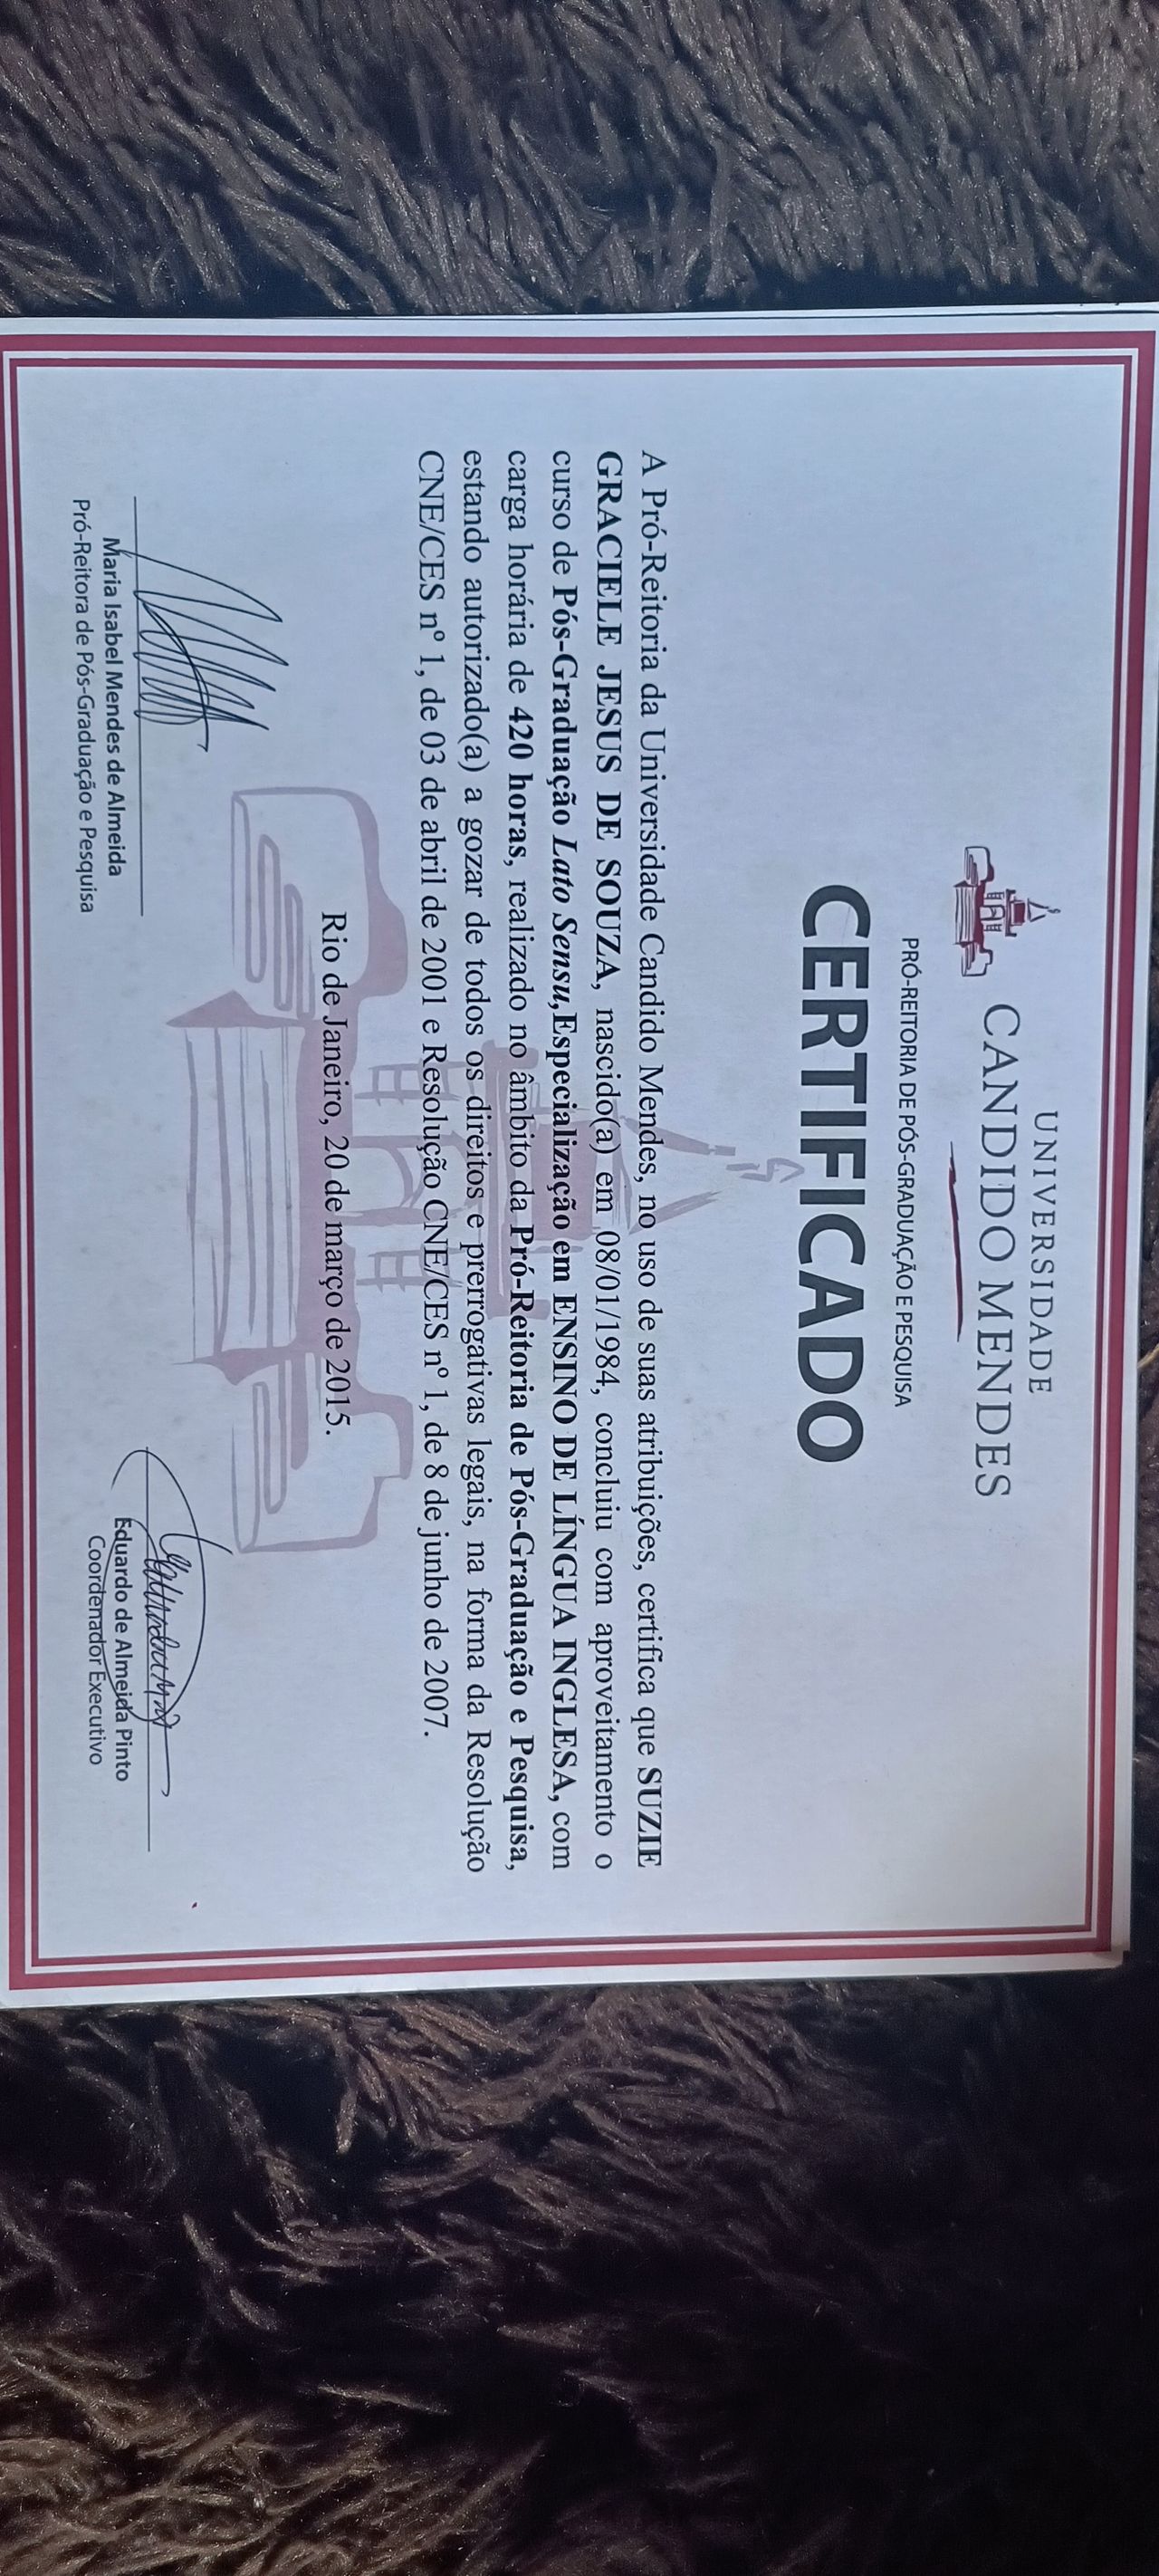 UNIVERSIDADE
CANDIDO MENDES
PRÓ-REITORIA DE PÓS-GRADUAÇÃO E PESQUISA
CERTIFICADO
A Pró-Reitoria da Universidade Candido Mendes, no uso de suas atribuições, certifica que SUZIE
GRACIELE JESUS DE SOUZA, nascido(a) em 08/01/1984, concluiu com aproveitamento o
curso de Pós-Graduação Lato Sensu,Especialização em ENSINO DE LÍNGUA INGLESA, com
carga horária de 420 horas, realizado no âmbito da Pró-Reitoria de Pós-Graduação e Pesquisa,
estando autorizado(a) a gozar de todos os direitos e prerrogativas legais, na forma da Resolução
CNE/CES nº 1, de 03 de abril de 2001 e Resolução CNE/CES nº 1, de 8 de junho de 2007.
Rio de Janeiro, 20 de março de 2015.
Maria Isabel Mendes de Almeida
Pró-Reitora de Pós-Graduação e Pesquisa
Eduardo de Almeida Pinto
Coordenador Executivo